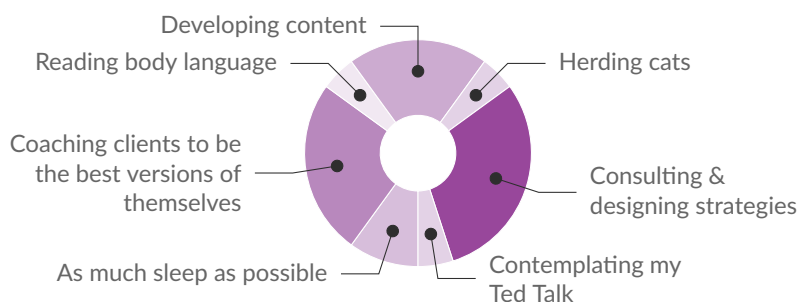 Developing content
Reading body language
Herding cats
Coaching clients to be
the best versions of
themselves
Consulting &
designing strategies
As much sleep as possible
Contemplating my
Ted Talk